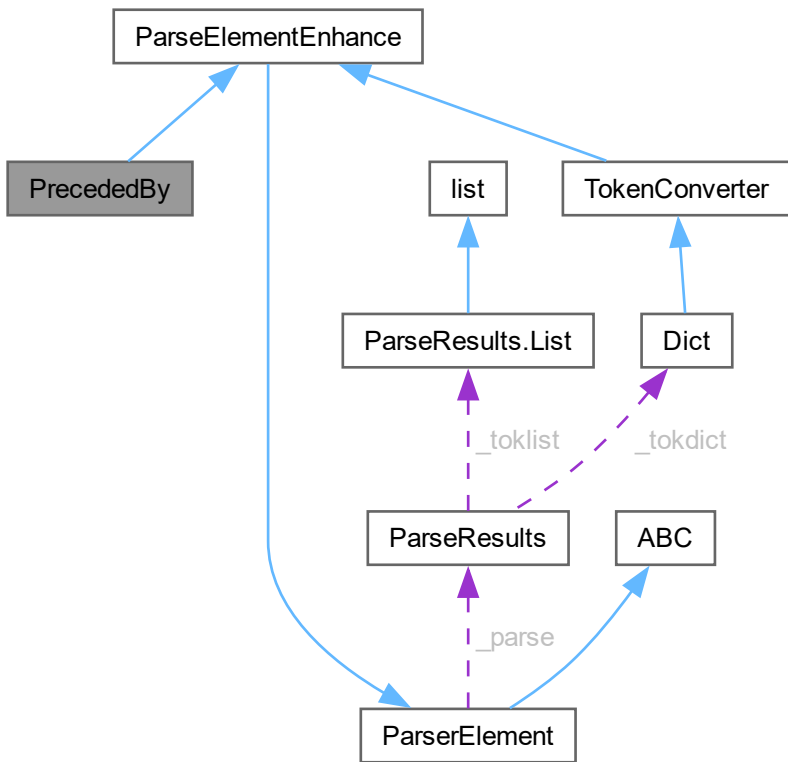 ParseElementEnhance
PrecededBy
list
TokenConverter
ParseResults.List
Dict
_toklist
_tokdict
ParseResults
ABC
_parse
ParserElement